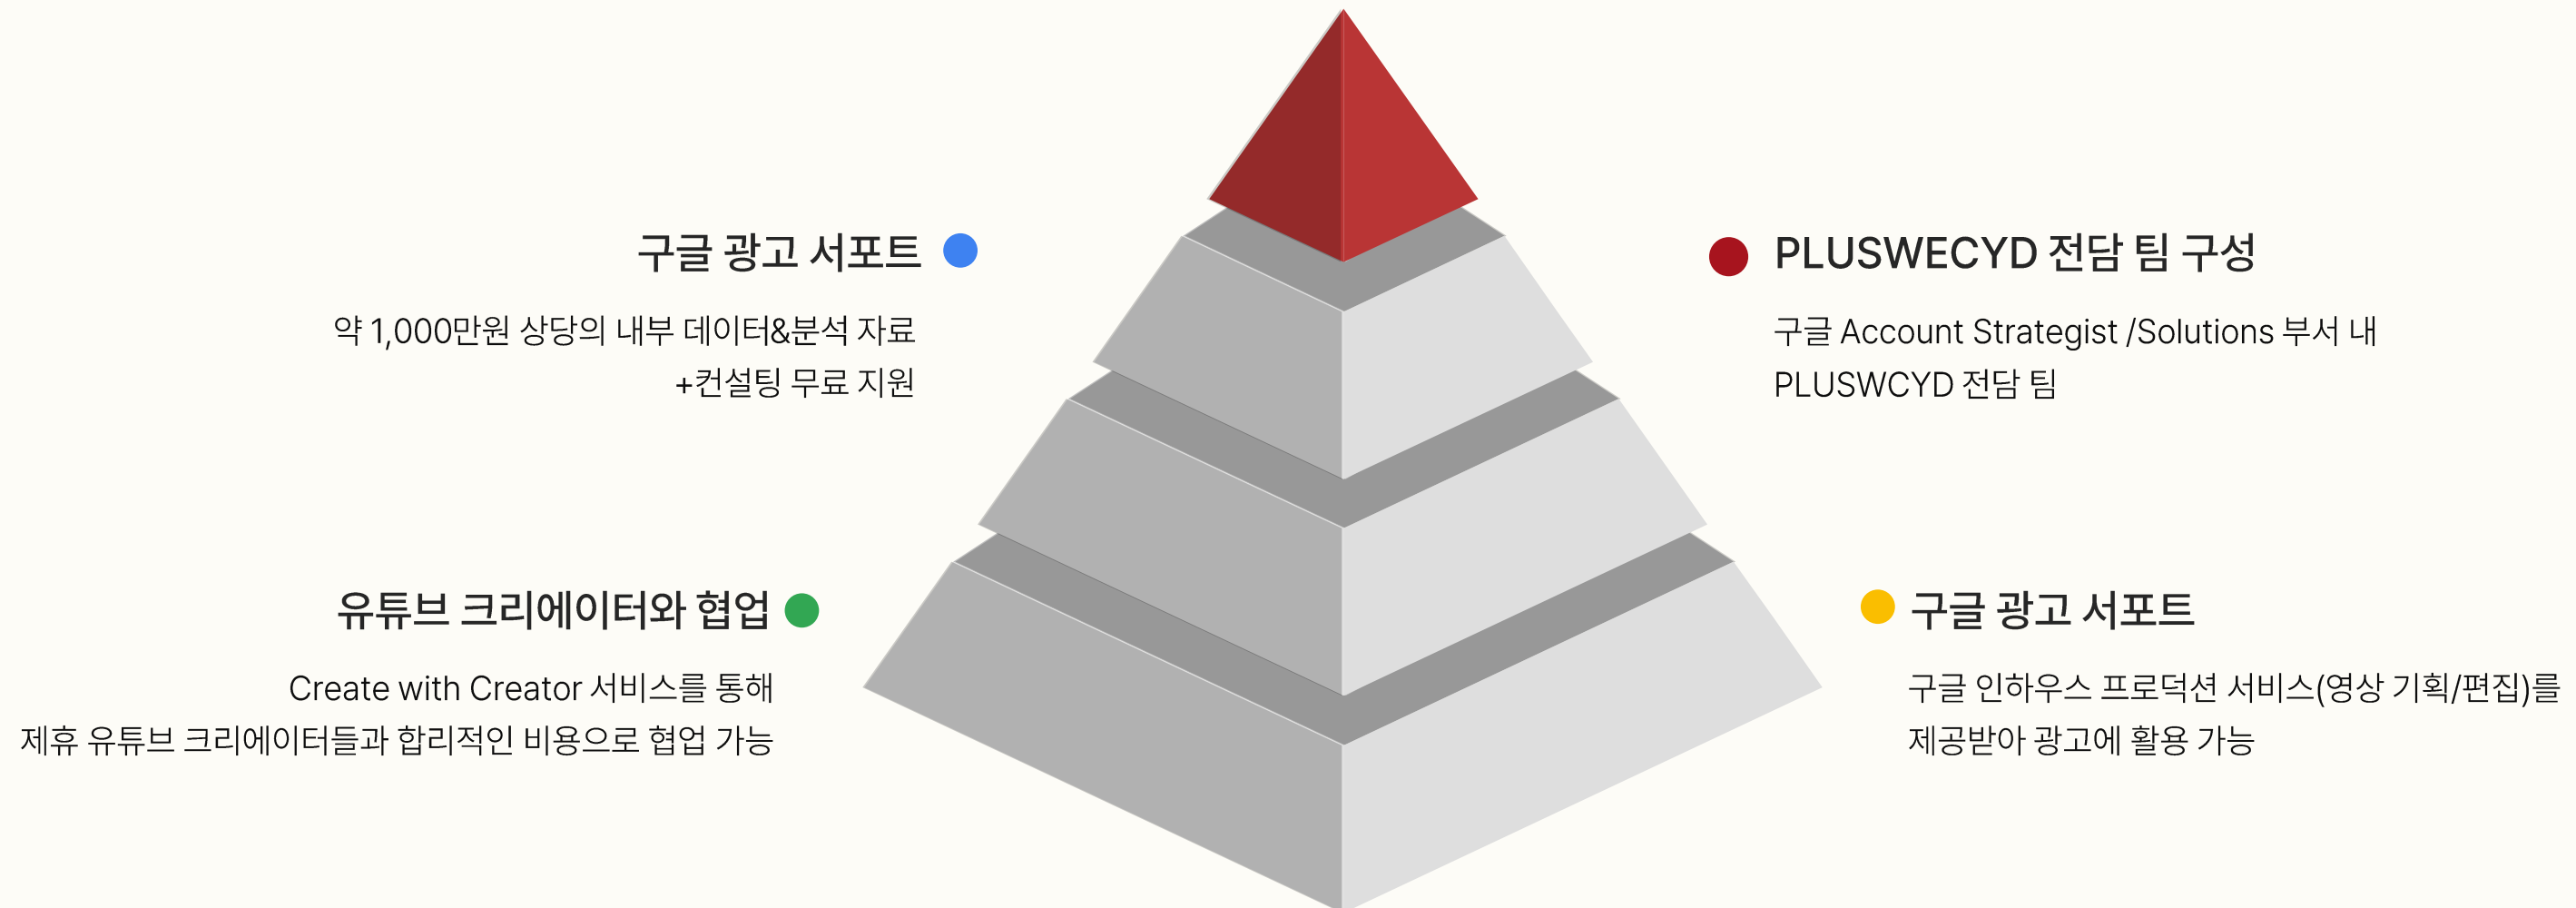 구글 광고 서포트
약 1,000만원 상당의 내부 데이터&분석 자료
+컨설팅 무료 지원
PLUSWECYD 전담 팀 구성
구글 Account Strategist /Solutions 부서 내
PLUSWCYD 전담 팀
유튜브 크리에이터와 협업
Create with Creator 서비스를 통해
제휴 유튜브 크리에이터들과 합리적인 비용으로 협업 가능
구글 광고 서포트
구글 인하우스 프로덕션 서비스(영상 기획/편집)를
제공받아 광고에 활용 가능